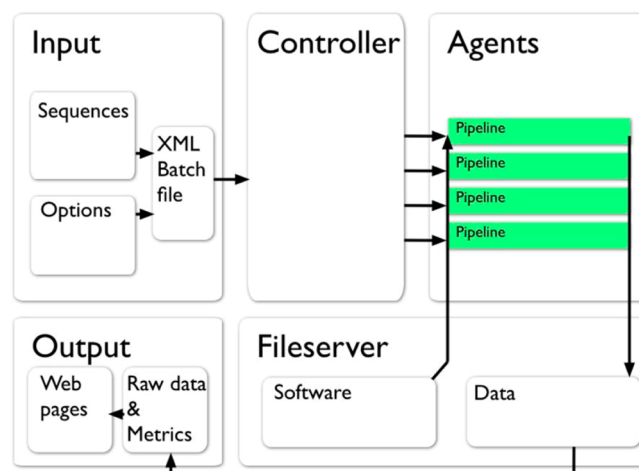 Input
Sequences
Options
XML
Batch
file
Controller
Agents
Pipeline
Pipeline
Pipeline
Pipeline
Output
Web
pages
Raw data
&
Metrics
Fileserver
Software
Data